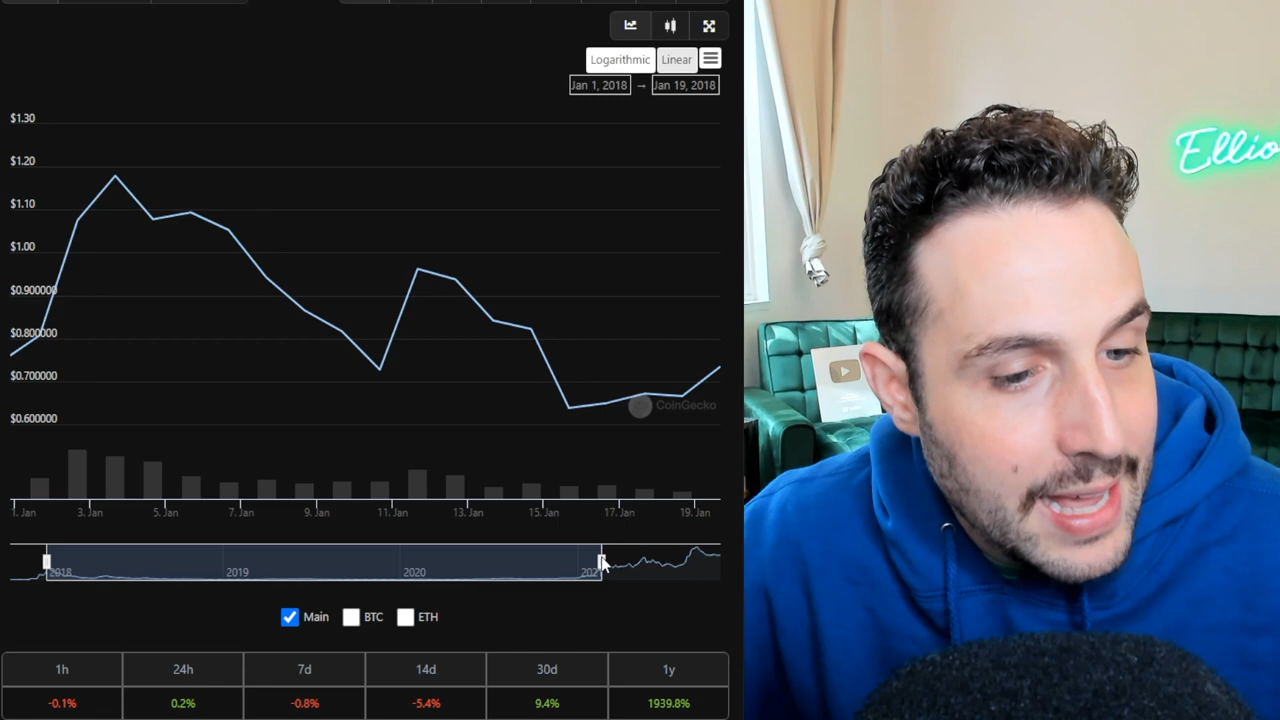 Logarithmic Linear
Jan 1, 2018 → Jan 19, 2018
$1.30
$1.20
$1.10
$1.00
$0.900000
$0.800000
$0.700000
$0.600000
CoinGecko
1. Jan 3. Jan 5. Jan 7. Jan 9. Jan 11. Jan 13. Jan 15. Jan 17. Jan 19. Jan
2018 2019 2020 202
Main BTC ETH
1h 24h 7d 14d 30d 1y
-0.1% 0.2% -0.8% -5.4% 9.4% 1939.8%
Ellio